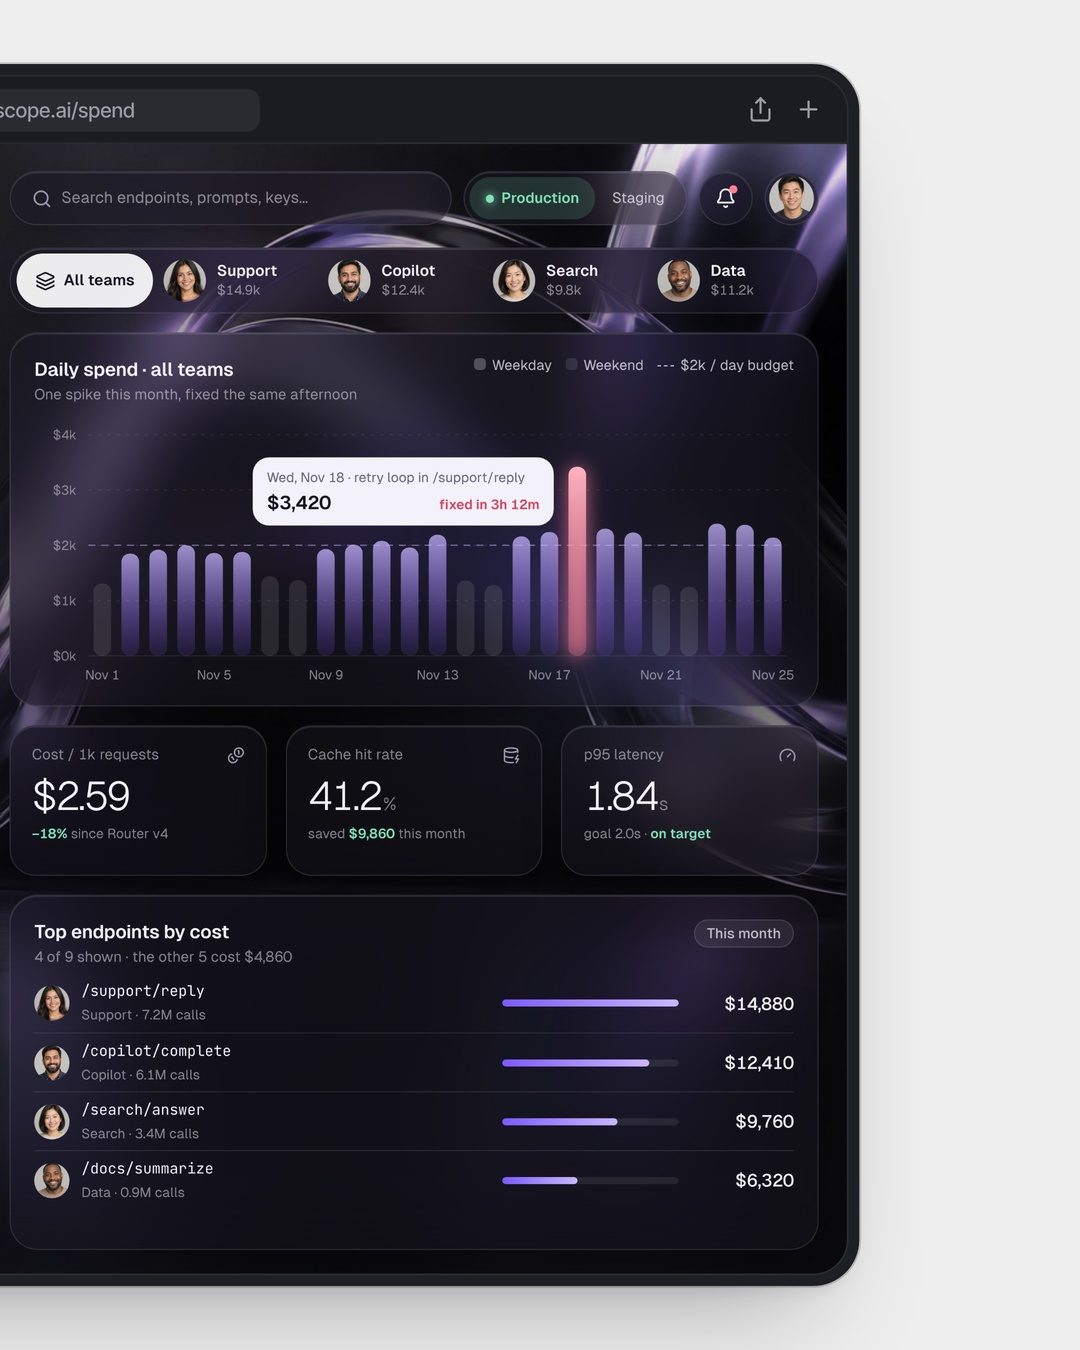 scope.ai/spend
Search endpoints, prompts, keys...
Production
Staging
All teams
Support
$14.9k
Copilot
$12.4k
Search
$9.8k
Data
$11.2k
Daily spend · all teams
One spike this month, fixed the same afternoon
Weekday
Weekend
$2k / day budget
$4k
$3k
$2k
$1k
$0k
Wed, Nov 18 · retry loop in /support/reply
$3,420
fixed in 3h 12m
Nov 1
Nov 5
Nov 9
Nov 13
Nov 17
Nov 21
Nov 25
Cost / 1k requests
$2.59
−18% since Router v4
Cache hit rate
41.2%
saved $9,860 this month
p95 latency
1.84s
goal 2.0s · on target
Top endpoints by cost
4 of 9 shown · the other 5 cost $4,860
This month
/support/reply
Support · 7.2M calls
$14,880
/copilot/complete
Copilot · 6.1M calls
$12,410
/search/answer
Search · 3.4M calls
$9,760
/docs/summarize
Data · 0.9M calls
$6,320